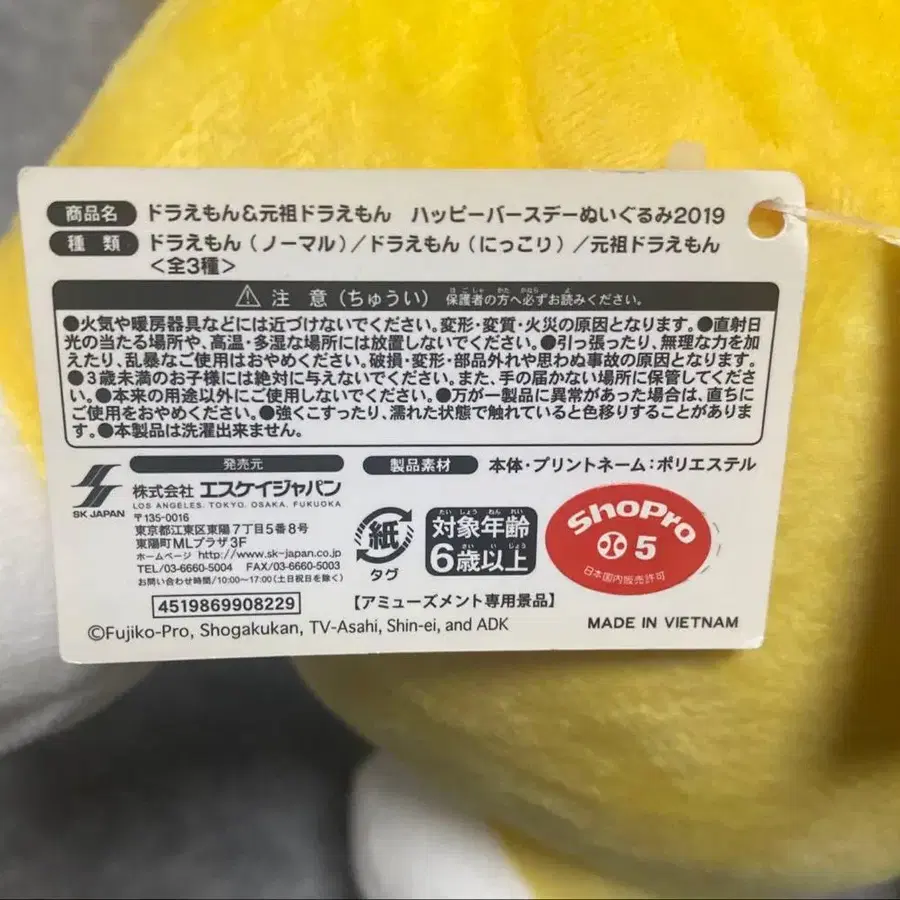 商品名 ドラえもん&元祖ドラえもん ハッピーバースデーぬいぐるみ2019
種類 ドラえもん(ノーマル)/ドラえもん(にっこり)/元祖ドラえもん
<全3種>
⚠ 注意(ちゅうい) 保護者の方へ必ずお読みください。
●火気や暖房器具などには近づけないでください。変形・変質・火災の原因となります。●直射日
光の当たる場所や、高温・多湿な場所には放置しないでください。●引っ張ったり、無理な力を加
えたり、乱暴なご使用はおやめください。破損・変形・部品外れや思わぬ事故の原因となります。
●3歳未満のお子様には絶対に与えないでください。また、手の届かない場所に保管してくださ
い。●本来の用途以外にご使用しないでください。●万が一製品に異常があった場合は、直ちに
ご使用をおやめください。●強くこすったり、濡れた状態で触れていると色移りすることがありま
す。●本製品は洗濯出来ません。
発売元
SK JAPAN
株式会社 エスケイジャパン
LOS ANGELES. TOKYO. OSAKA. FUKUOKA
〒135-0016
東京都江東区東陽7丁目5番8号
東陽町MLプラザ3F
ホームページ http://www.sk-japan.co.jp
TEL/03-6660-5004 FAX/03-6660-5003
お問い合わせ時間/10:00〜17:00(土日祝日を除く)
4519869908229
製品素材 本体・プリントネーム:ポリエステル
紙
タグ
たいしょうねんれい
対象年齢
さいいじょう
6歳以上
ShoPro
5
日本国内販売許可
【アミューズメント専用景品】
©Fujiko-Pro, Shogakukan, TV-Asahi, Shin-ei, and ADK
MADE IN VIETNAM